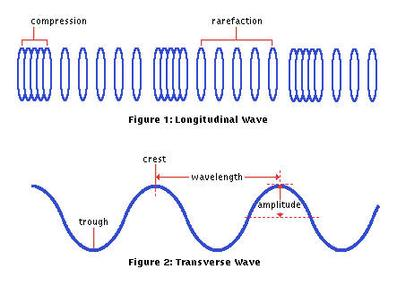 compression rarefaction
Figure 1: Longitudinal Wave
crest
wavelength
amplitude
trough
Figure 2: Transverse Wave